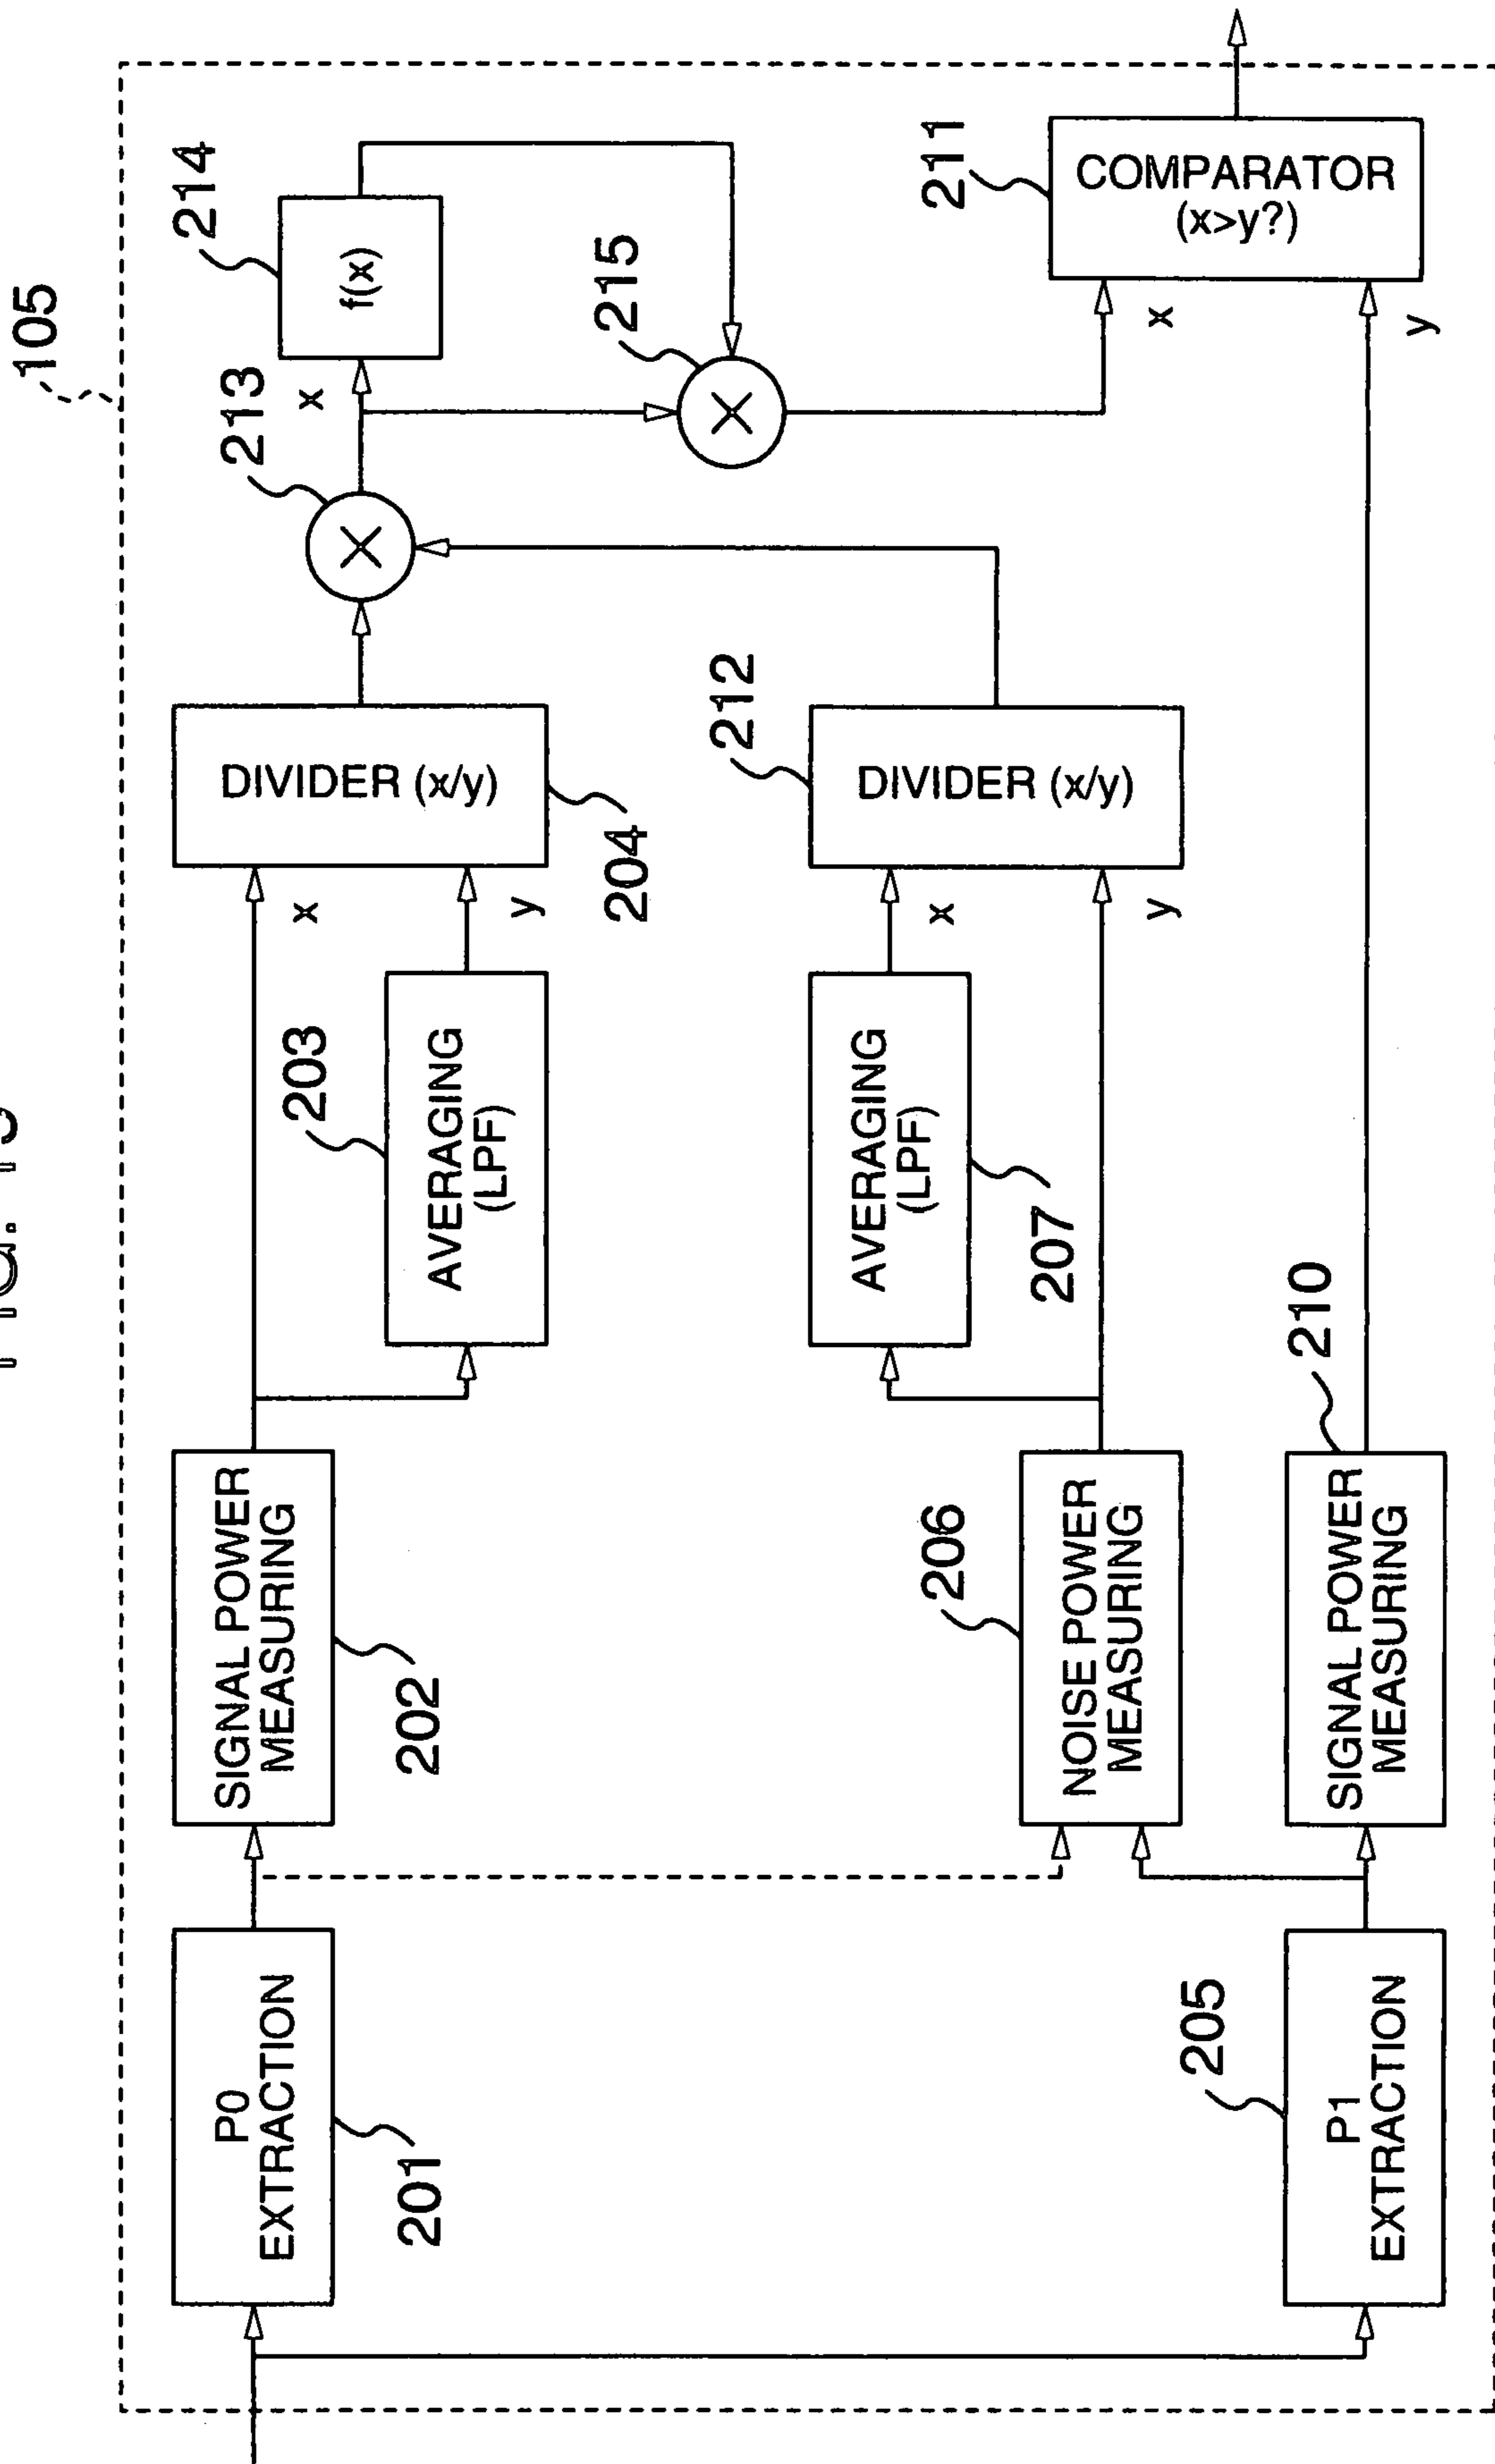 FIG.
105
P0
EXTRACTION
201
SIGNAL POWER
MEASURING
202
AVERAGING
(LPF)
203
x
y
DIVIDER (x/y)
204
213
x
f(x)
214
215
P1
EXTRACTION
205
NOISE POWER
MEASURING
206
AVERAGING
(LPF)
207
x
y
DIVIDER (x/y)
212
SIGNAL POWER
MEASURING
210
x
y
COMPARATOR
(x>y?)
211